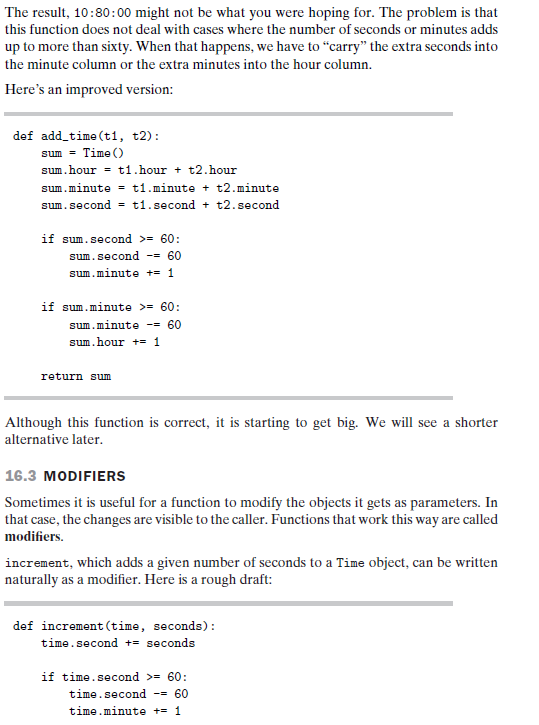 The result, 10:80:00 might not be what you were hoping for. The problem is that
this function does not deal with cases where the number of seconds or minutes adds
up to more than sixty. When that happens, we have to “carry” the extra seconds into
the minute column or the extra minutes into the hour column.
Here’s an improved version:
def add_time(t1, t2):
    sum = Time()
    sum.hour = t1.hour + t2.hour
    sum.minute = t1.minute + t2.minute
    sum.second = t1.second + t2.second
    if sum.second >= 60:
        sum.second -= 60
        sum.minute += 1
    if sum.minute >= 60:
        sum.minute -= 60
        sum.hour += 1
    return sum
Although this function is correct, it is starting to get big. We will see a shorter
alternative later.
16.3 MODIFIERS
Sometimes it is useful for a function to modify the objects it gets as parameters. In
that case, the changes are visible to the caller. Functions that work this way are called
modifiers.
increment, which adds a given number of seconds to a Time object, can be written
naturally as a modifier. Here is a rough draft:
def increment(time, seconds):
    time.second += seconds
    if time.second >= 60:
        time.second -= 60
        time.minute += 1